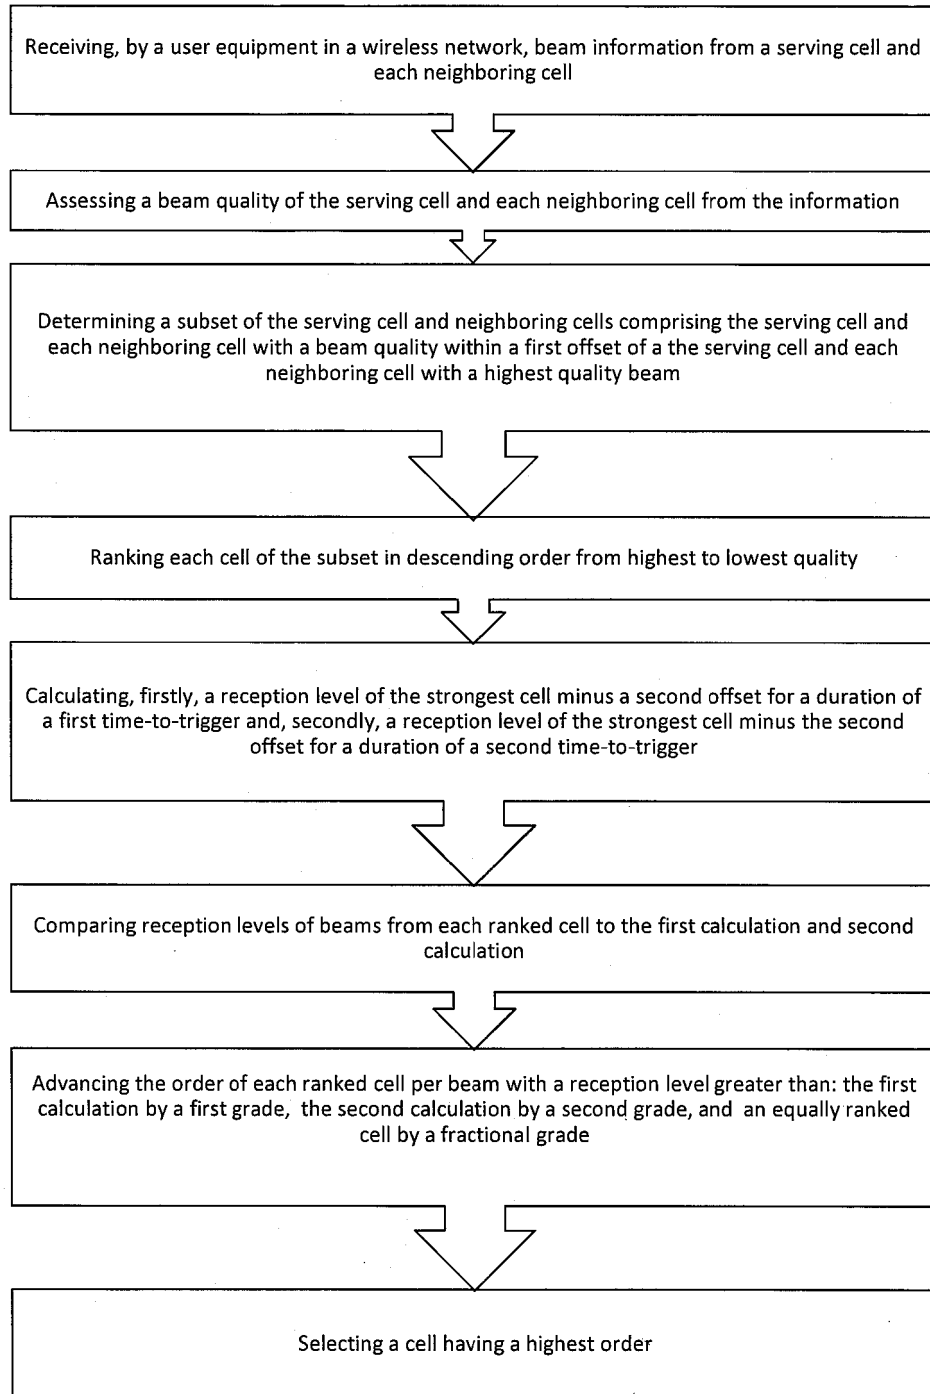 Receiving, by a user equipment in a wireless network, beam information from a serving cell and
each neighboring cell
Assessing a beam quality of the serving cell and each neighboring cell from the information
Determining a subset of the serving cell and neighboring cells comprising the serving cell and
each neighboring cell with a beam quality within a first offset of a the serving cell and each
neighboring cell with a highest quality beam
Ranking each cell of the subset in descending order from highest to lowest quality
Calculating, firstly, a reception level of the strongest cell minus a second offset for a duration of
a first time-to-trigger and, secondly, a reception level of the strongest cell minus the second
offset for a duration of a second time-to-trigger
Comparing reception levels of beams from each ranked cell to the first calculation and second
calculation
Advancing the order of each ranked cell per beam with a reception level greater than: the first
calculation by a first grade, the second calculation by a second grade, and an equally ranked
cell by a fractional grade
Selecting a cell having a highest order